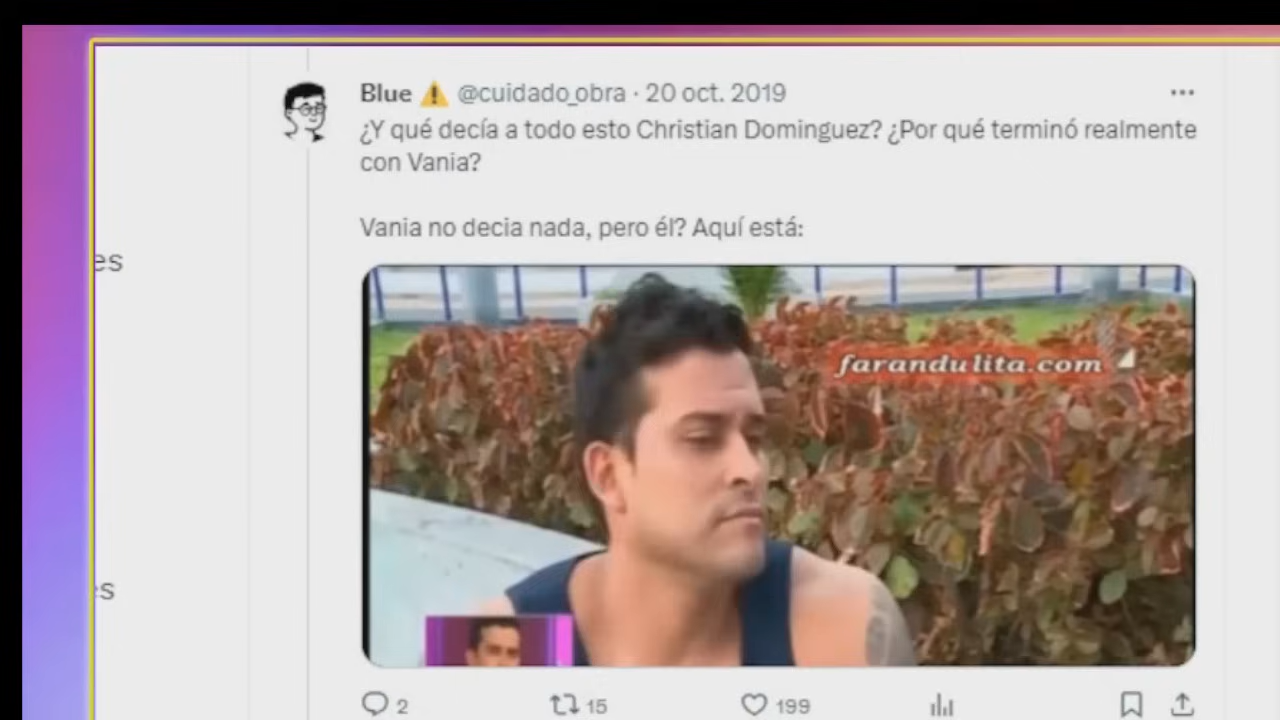 Blue ⚠️ @cuidado_obra · 20 oct. 2019
¿Y qué decía a todo esto Christian Dominguez? ¿Por qué terminó realmente
con Vania?
Vania no decia nada, pero él? Aquí está:
es
farandulita.com
s
2 15 199